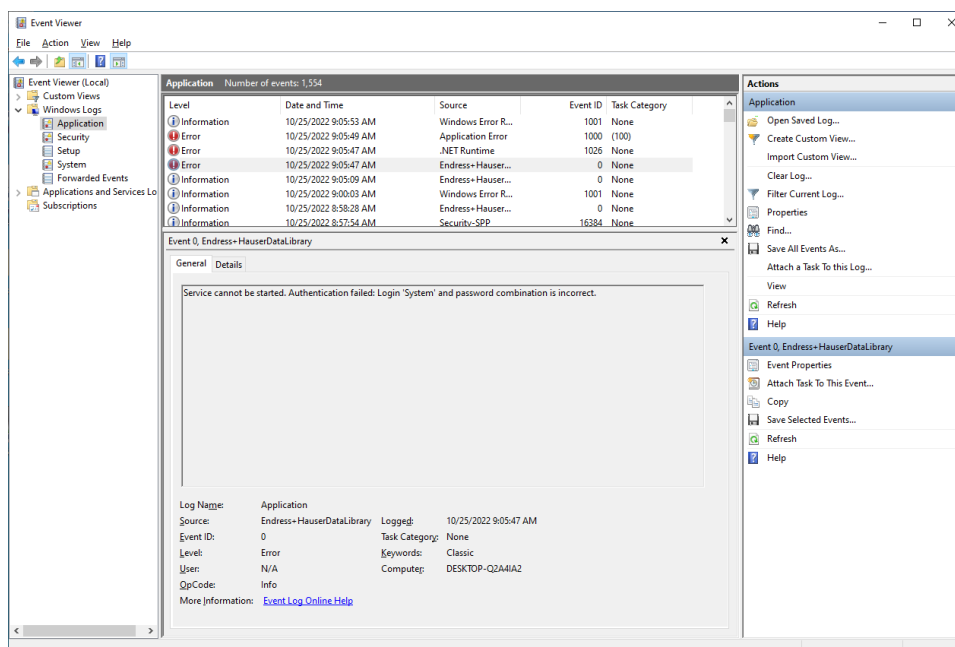 Event Viewer
File Action View Help
Event Viewer (Local)
Custom Views
Windows Logs
Application
Security
Setup
System
Forwarded Events
Applications and Services Lo
Subscriptions
Application Number of events: 1,554
Level Date and Time Source Event ID Task Category
Information 10/25/2022 9:05:53 AM Windows Error R... 1001 None
Error 10/25/2022 9:05:49 AM Application Error 1000 (100)
Error 10/25/2022 9:05:47 AM .NET Runtime 1026 None
Error 10/25/2022 9:05:47 AM Endress+Hauser... 0 None
Information 10/25/2022 9:05:09 AM Endress+Hauser... 0 None
Information 10/25/2022 9:00:03 AM Windows Error R... 1001 None
Information 10/25/2022 8:58:28 AM Endress+Hauser... 0 None
Information 10/25/2022 8:57:54 AM Security-SPP 16384 None
Event 0, Endress+HauserDataLibrary
General Details
Service cannot be started. Authentication failed: Login 'System' and password combination is incorrect.
Log Name: Application
Source: Endress+HauserDataLibrary Logged: 10/25/2022 9:05:47 AM
Event ID: 0 Task Category: None
Level: Error Keywords: Classic
User: N/A Computer: DESKTOP-Q2A4IA2
OpCode: Info
More Information: Event Log Online Help
Actions
Application
Open Saved Log...
Create Custom View...
Import Custom View...
Clear Log...
Filter Current Log...
Properties
Find...
Save All Events As...
Attach a Task To this Log...
View
Refresh
Help
Event 0, Endress+HauserDataLibrary
Event Properties
Attach Task To This Event...
Copy
Save Selected Events...
Refresh
Help